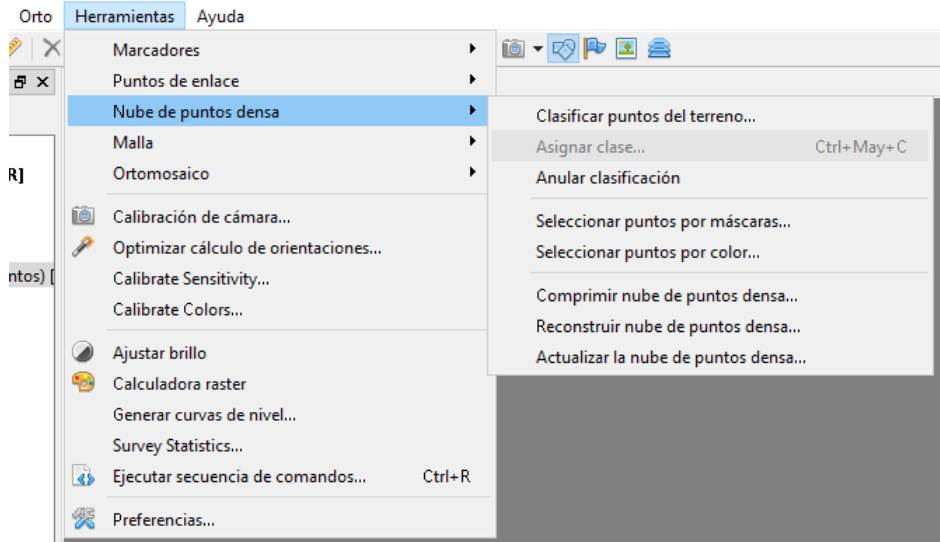 Orto Herramientas Ayuda
Marcadores
Puntos de enlace
Nube de puntos densa
Malla
Ortomosaico
Calibración de cámara...
Optimizar cálculo de orientaciones...
Calibrate Sensitivity...
Calibrate Colors...
Ajustar brillo
Calculadora raster
Generar curvas de nivel...
Survey Statistics...
Ejecutar secuencia de comandos... Ctrl+R
Preferencias...
Clasificar puntos del terreno...
Asignar clase... Ctrl+May+C
Anular clasificación
Seleccionar puntos por máscaras...
Seleccionar puntos por color...
Comprimir nube de puntos densa...
Reconstruir nube de puntos densa...
Actualizar la nube de puntos densa...
R]
ntos) [